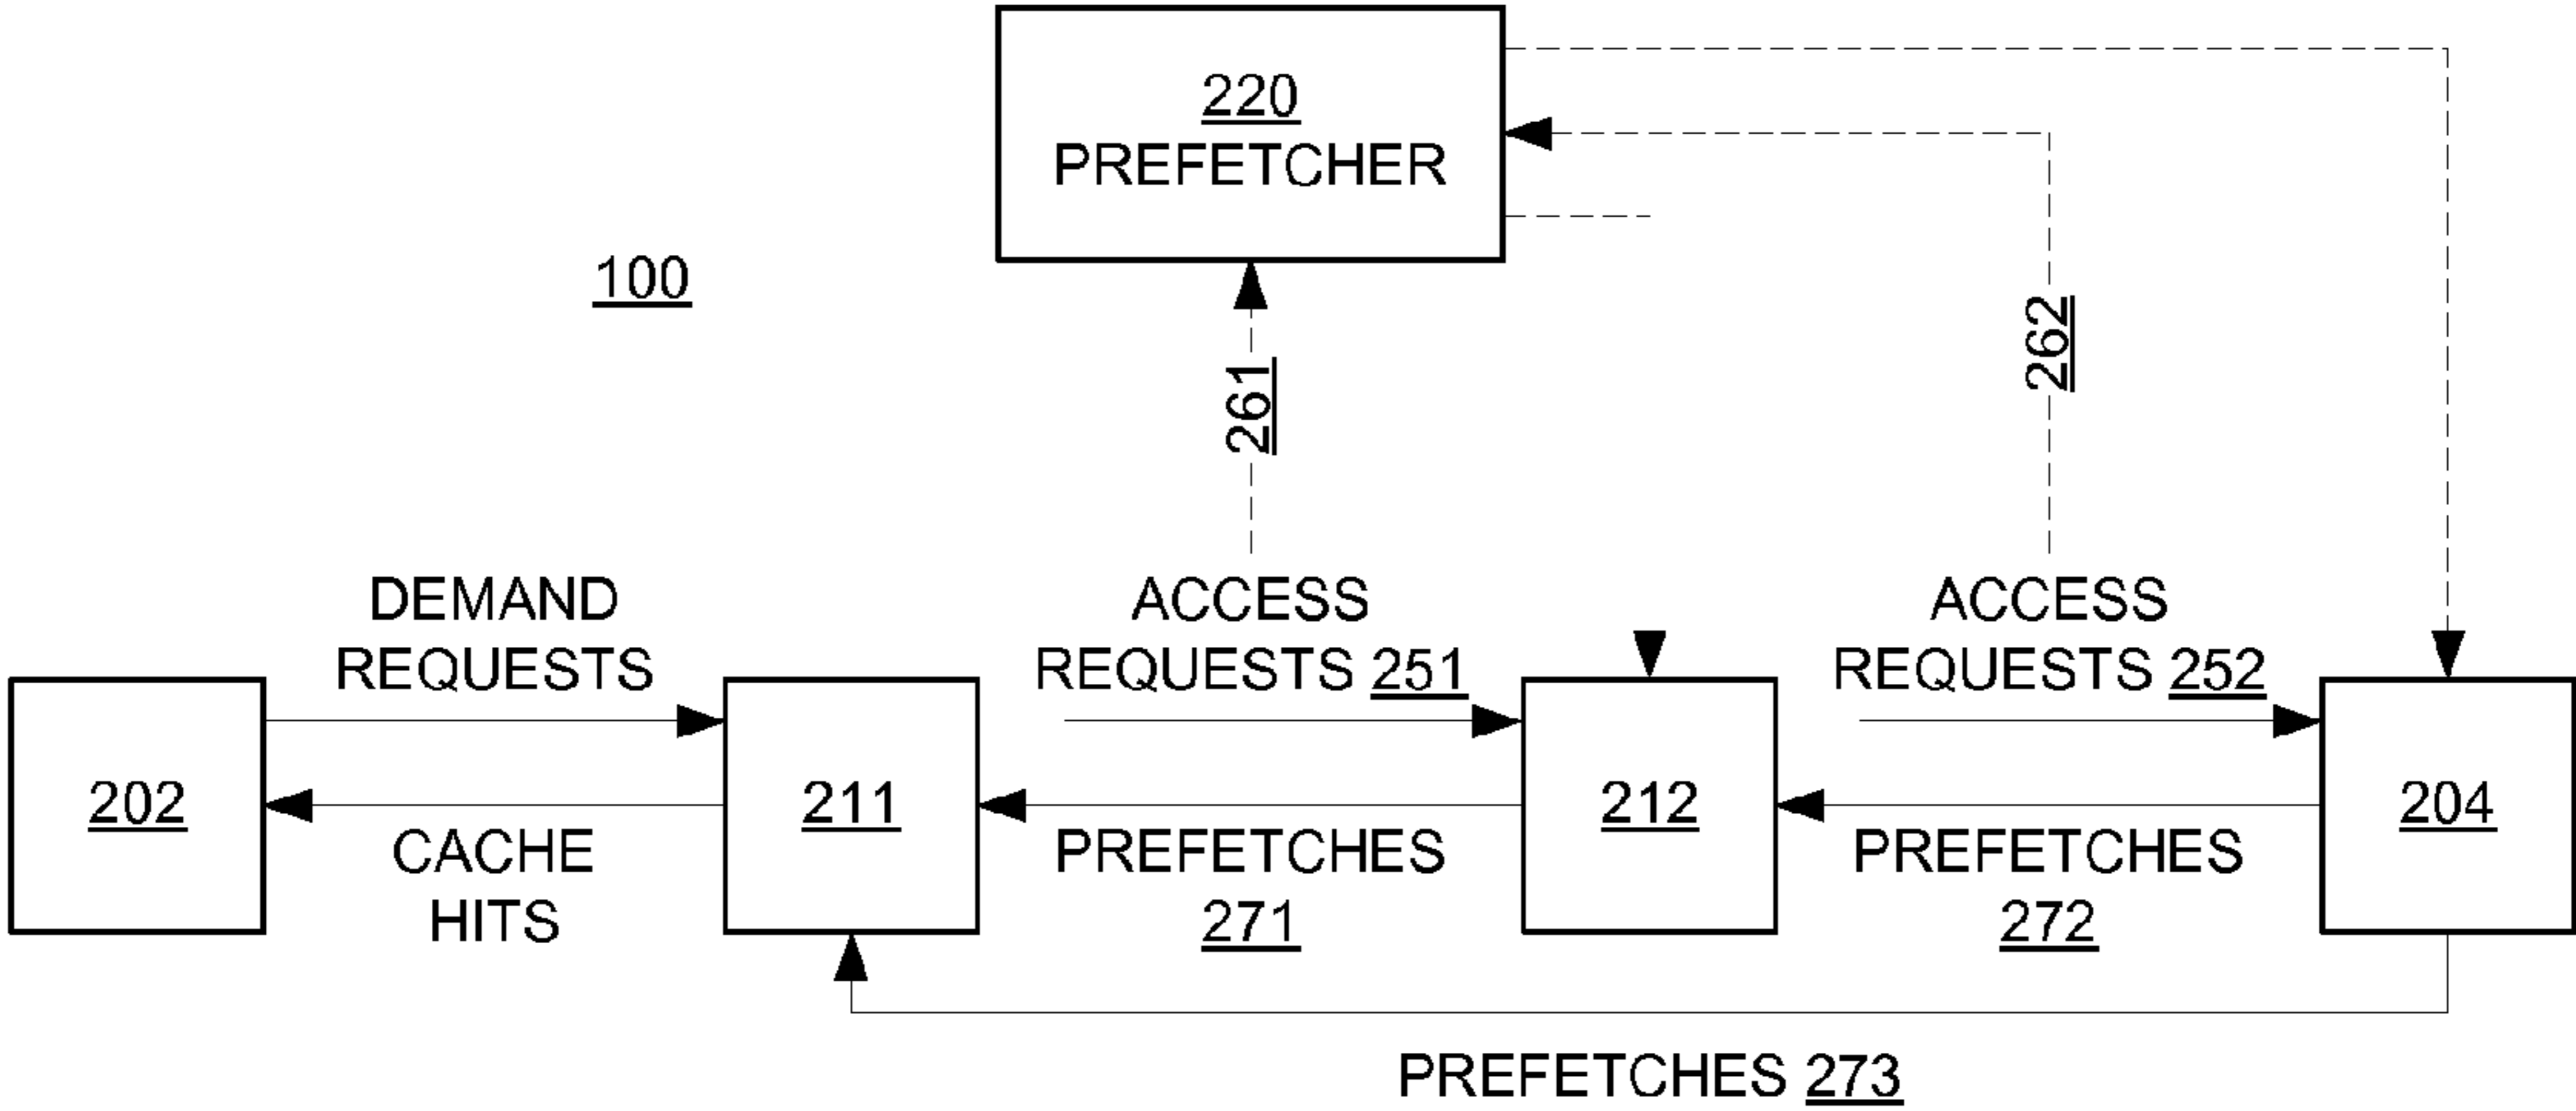 220
PREFETCHER
100
261
262
DEMAND
REQUESTS
ACCESS
REQUESTS 251
ACCESS
REQUESTS 252
202
211
212
204
CACHE
HITS
PREFETCHES
271
PREFETCHES
272
PREFETCHES 273